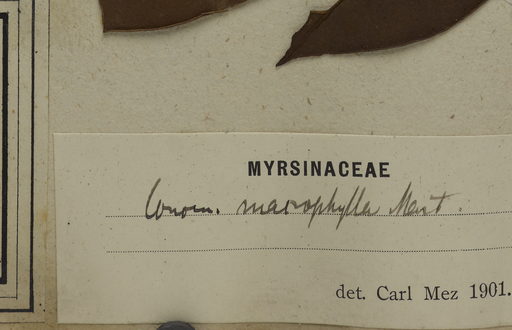 MYRSINACEAE
Conom. macrophylla Mart.
det. Carl Mez 1901.